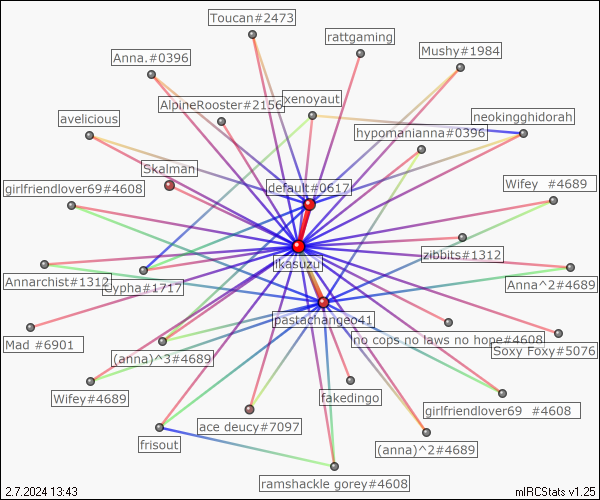 Toucan#2473
rattgaming
Mushy#1984
Anna.#0396
AlpineRooster#2156
xenoyaut
avelicious
neokingghidorah
hypomanianna#0396
Skalman
default#0617
girlfriendlover69#4608
Wifey #4689
zibbits#1312
ikasuzu
Annarchist#1312
Cypha#1717
Anna^2#4689
pastachangeo41
no cops no laws no hope#4608
Mad #6901
(anna)^3#4689
Soxy Foxy#5076
Wifey#4689
fakedingo
girlfriendlover69 #4608
ace deucy#7097
frisout
(anna)^2#4689
ramshackle gorey#4608
2.7.2024 13:43
mIRCStats v1.25